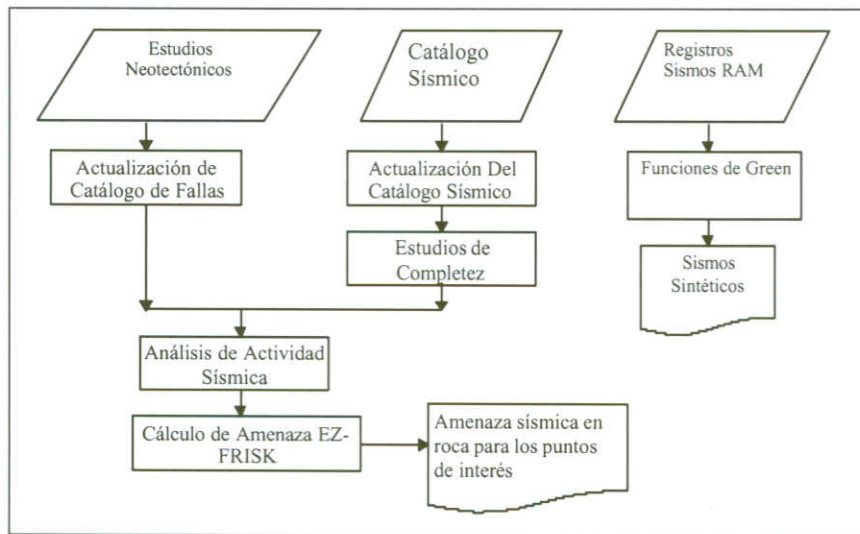 Estudios
Neotectónicos
Catálogo
Sísmico
Registros
Sismos RAM
Actualización de
Catálogo de Fallas
Actualización Del
Catálogo Sísmico
Funciones de Green
Estudios de
Completez
Sismos
Sintéticos
Análisis de Actividad
Sísmica
Cálculo de Amenaza EZ-
FRISK
Amenaza sísmica en
roca para los puntos
de interés